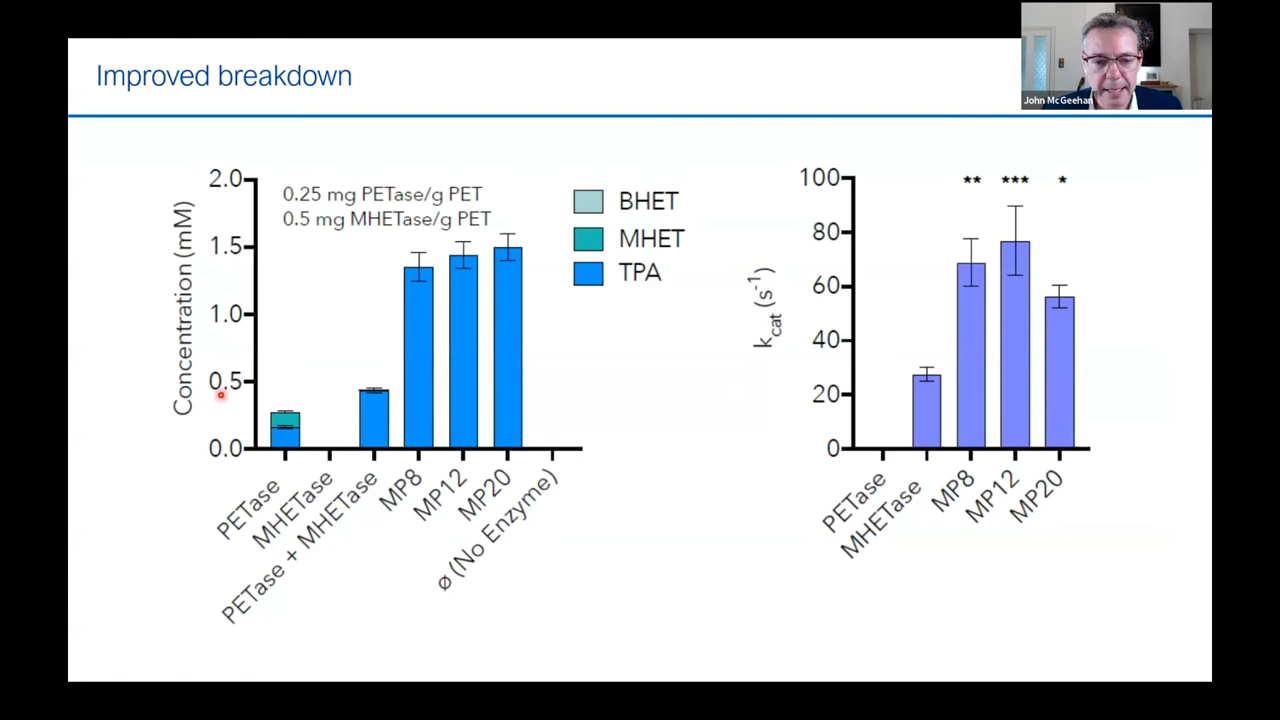 Improved breakdown
John McGeehan
0.25 mg PETase/g PET
0.5 mg MHETase/g PET
BHET
MHET
TPA
Concentration (mM)
2.0
1.5
1.0
0.5
0.0
PETase
MHETase
PETase + MHETase
MP8
MP12
MP20
ø (No Enzyme)
kcat (s-1)
100
80
60
40
20
0
** *** *
PETase
MHETase
MP8
MP12
MP20